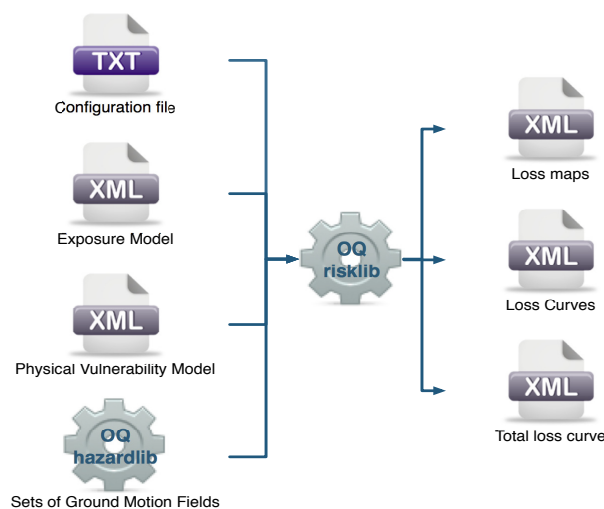 TXT
Configuration file
XML
Exposure Model
XML
Physical Vulnerability Model
OQ
hazardlib
Sets of Ground Motion Fields
OQ
risklib
XML
Loss maps
XML
Loss Curves
XML
Total loss curve